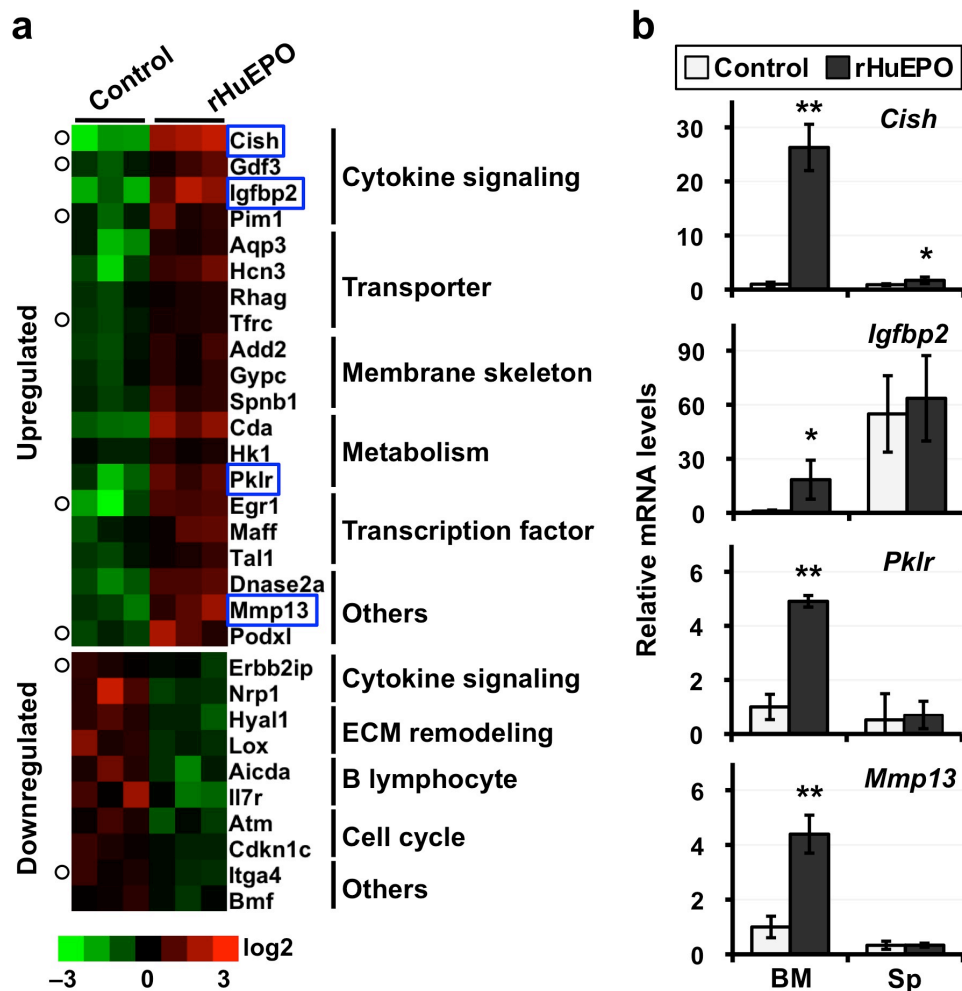 a
Control
rHuEPO
Upregulated
Cish
Gdf3
Igfbp2
Pim1
Cytokine signaling
Aqp3
Hcn3
Rhag
Tfrc
Transporter
Add2
Gypc
Spnb1
Membrane skeleton
Cda
Hk1
Pklr
Metabolism
Egr1
Maff
Tal1
Transcription factor
Dnase2a
Mmp13
Podxl
Others
Downregulated
Erbb2ip
Nrp1
Cytokine signaling
Hyal1
Lox
ECM remodeling
Aicda
Il7r
B lymphocyte
Atm
Cdkn1c
Cell cycle
Itga4
Bmf
Others
log2
–3 0 3
b
Control rHuEPO
Relative mRNA levels
Cish
30
20
10
0
**
*
Igfbp2
90
60
30
0
*
Pklr
6
4
2
0
**
Mmp13
6
4
2
0
**
BM Sp